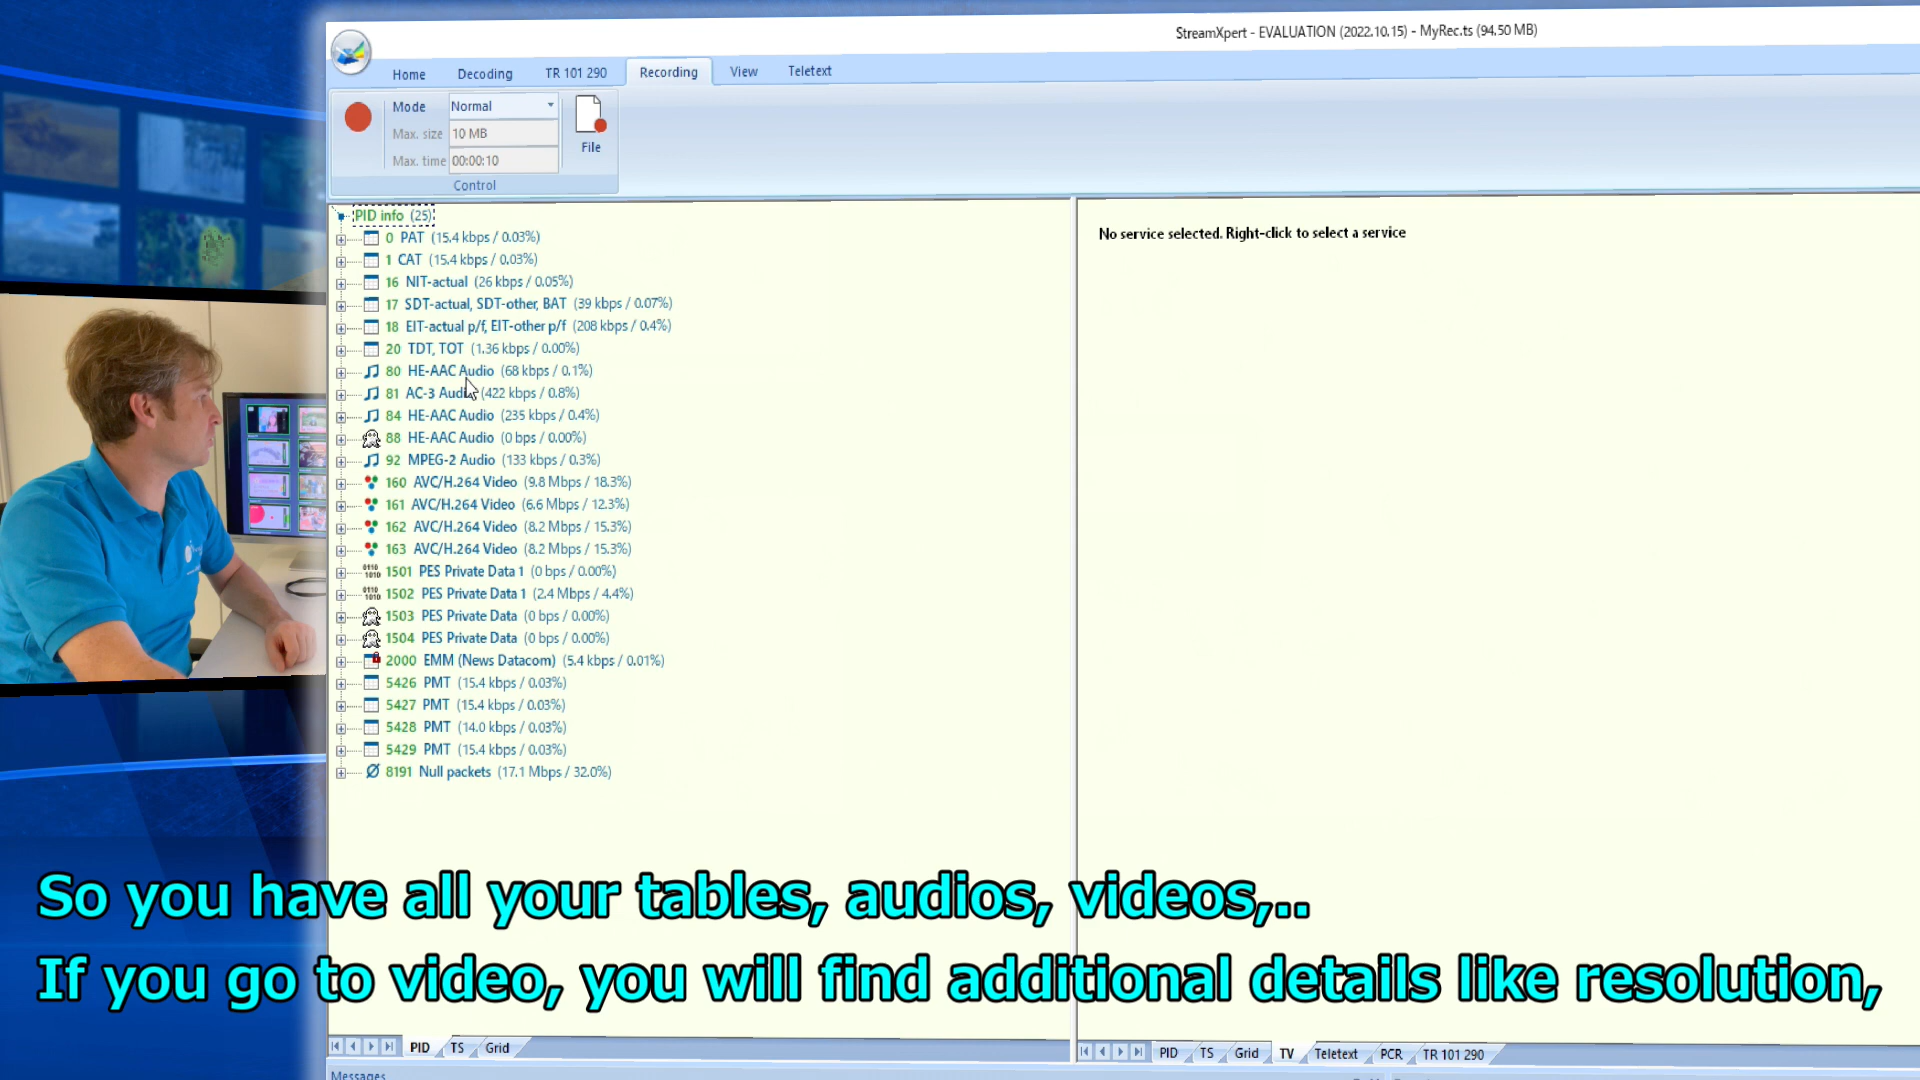 StreamXpert - EVALUATION (2022.10.15) - MyRec.ts (94,50 MB)
Home Decoding TR 101 290 Recording View Teletext
Mode Normal
Max. size 10 MB
Max. time 00:00:10
File
Control
PID info (25)
0 PAT (15.4 kbps / 0.03%)
1 CAT (15.4 kbps / 0.03%)
16 NIT-actual (26 kbps / 0.05%)
17 SDT-actual, SDT-other, BAT (39 kbps / 0.07%)
18 EIT-actual p/f, EIT-other p/f (208 kbps / 0.4%)
20 TDT, TOT (1.36 kbps / 0.00%)
80 HE-AAC Audio (68 kbps / 0.1%)
81 AC-3 Audio (422 kbps / 0.8%)
84 HE-AAC Audio (235 kbps / 0.4%)
88 HE-AAC Audio (0 bps / 0.00%)
92 MPEG-2 Audio (133 kbps / 0.3%)
160 AVC/H.264 Video (9.8 Mbps / 18.3%)
161 AVC/H.264 Video (6.6 Mbps / 12.3%)
162 AVC/H.264 Video (8.2 Mbps / 15.3%)
163 AVC/H.264 Video (8.2 Mbps / 15.3%)
1501 PES Private Data 1 (0 bps / 0.00%)
1502 PES Private Data 1 (2.4 Mbps / 4.4%)
1503 PES Private Data (0 bps / 0.00%)
1504 PES Private Data (0 bps / 0.00%)
2000 EMM (News Datacom) (5.4 kbps / 0.01%)
5426 PMT (15.4 kbps / 0.03%)
5427 PMT (15.4 kbps / 0.03%)
5428 PMT (14.0 kbps / 0.03%)
5429 PMT (15.4 kbps / 0.03%)
8191 Null packets (17.1 Mbps / 32.0%)
No service selected. Right-click to select a service
So you have all your tables, audios, videos,..
If you go to video, you will find additional details like resolution,
PID TS Grid
PID TS Grid TV Teletext PCR TR 101 290
Messages